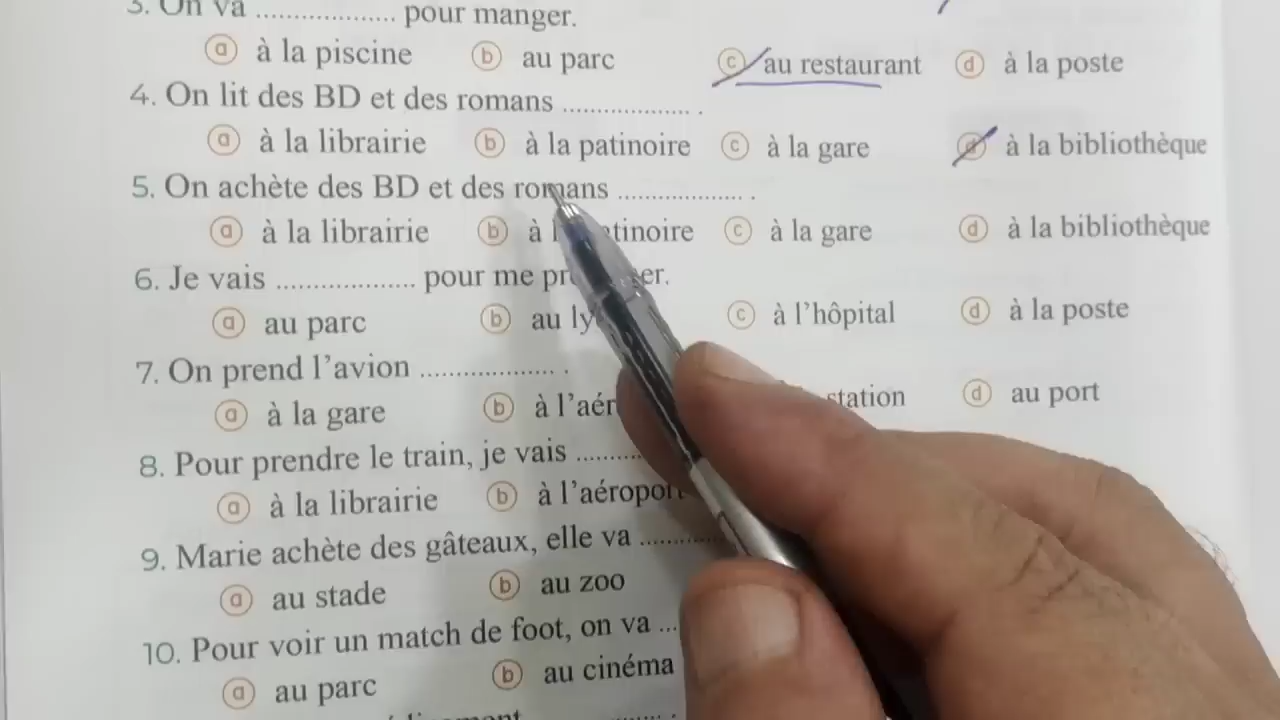 3. On va .................... pour manger.
a à la piscine b au parc c au restaurant d à la poste
4. On lit des BD et des romans .................... .
a à la librairie b à la patinoire c à la gare d à la bibliothèque
5. On achète des BD et des romans .................... .
a à la librairie b à la c à la gare d à la bibliothèque
6. Je vais .................... pour me
a au parc b au c à l'hôpital d à la poste
7. On prend l'avion .................... .
a à la gare b station d au port
8. Pour prendre le train, je vais ..........
a à la librairie b à l'aéroport
9. Marie achète des gâteaux, elle va ............
a au stade b au zoo
10. Pour voir un match de foot, on va ...
a au parc b au cinéma